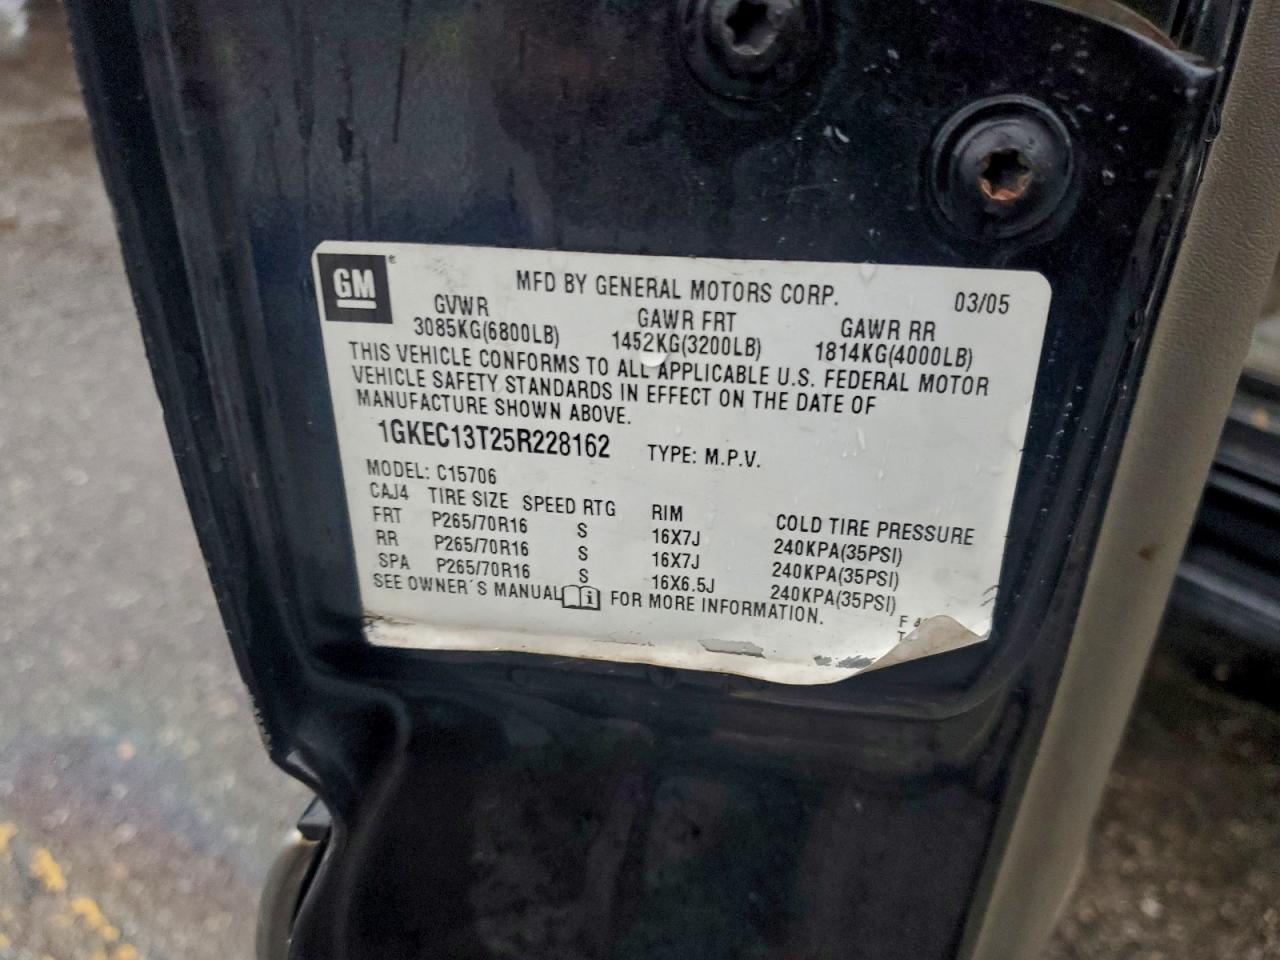 GM ®
MFD BY GENERAL MOTORS CORP. 03/05
GVWR GAWR FRT GAWR RR
3085KG(6800LB) 1452KG(3200LB) 1814KG(4000LB)
THIS VEHICLE CONFORMS TO ALL APPLICABLE U.S. FEDERAL MOTOR
VEHICLE SAFETY STANDARDS IN EFFECT ON THE DATE OF
MANUFACTURE SHOWN ABOVE.
1GKEC13T25R228162 TYPE: M.P.V.
MODEL: C15706
CAJ4 TIRE SIZE SPEED RTG RIM COLD TIRE PRESSURE
FRT P265/70R16 S 16X7J 240KPA(35PSI)
RR P265/70R16 S 16X7J 240KPA(35PSI)
SPA P265/70R16 S 16X6.5J 240KPA(35PSI)
SEE OWNER´S MANUAL i FOR MORE INFORMATION.
F
T